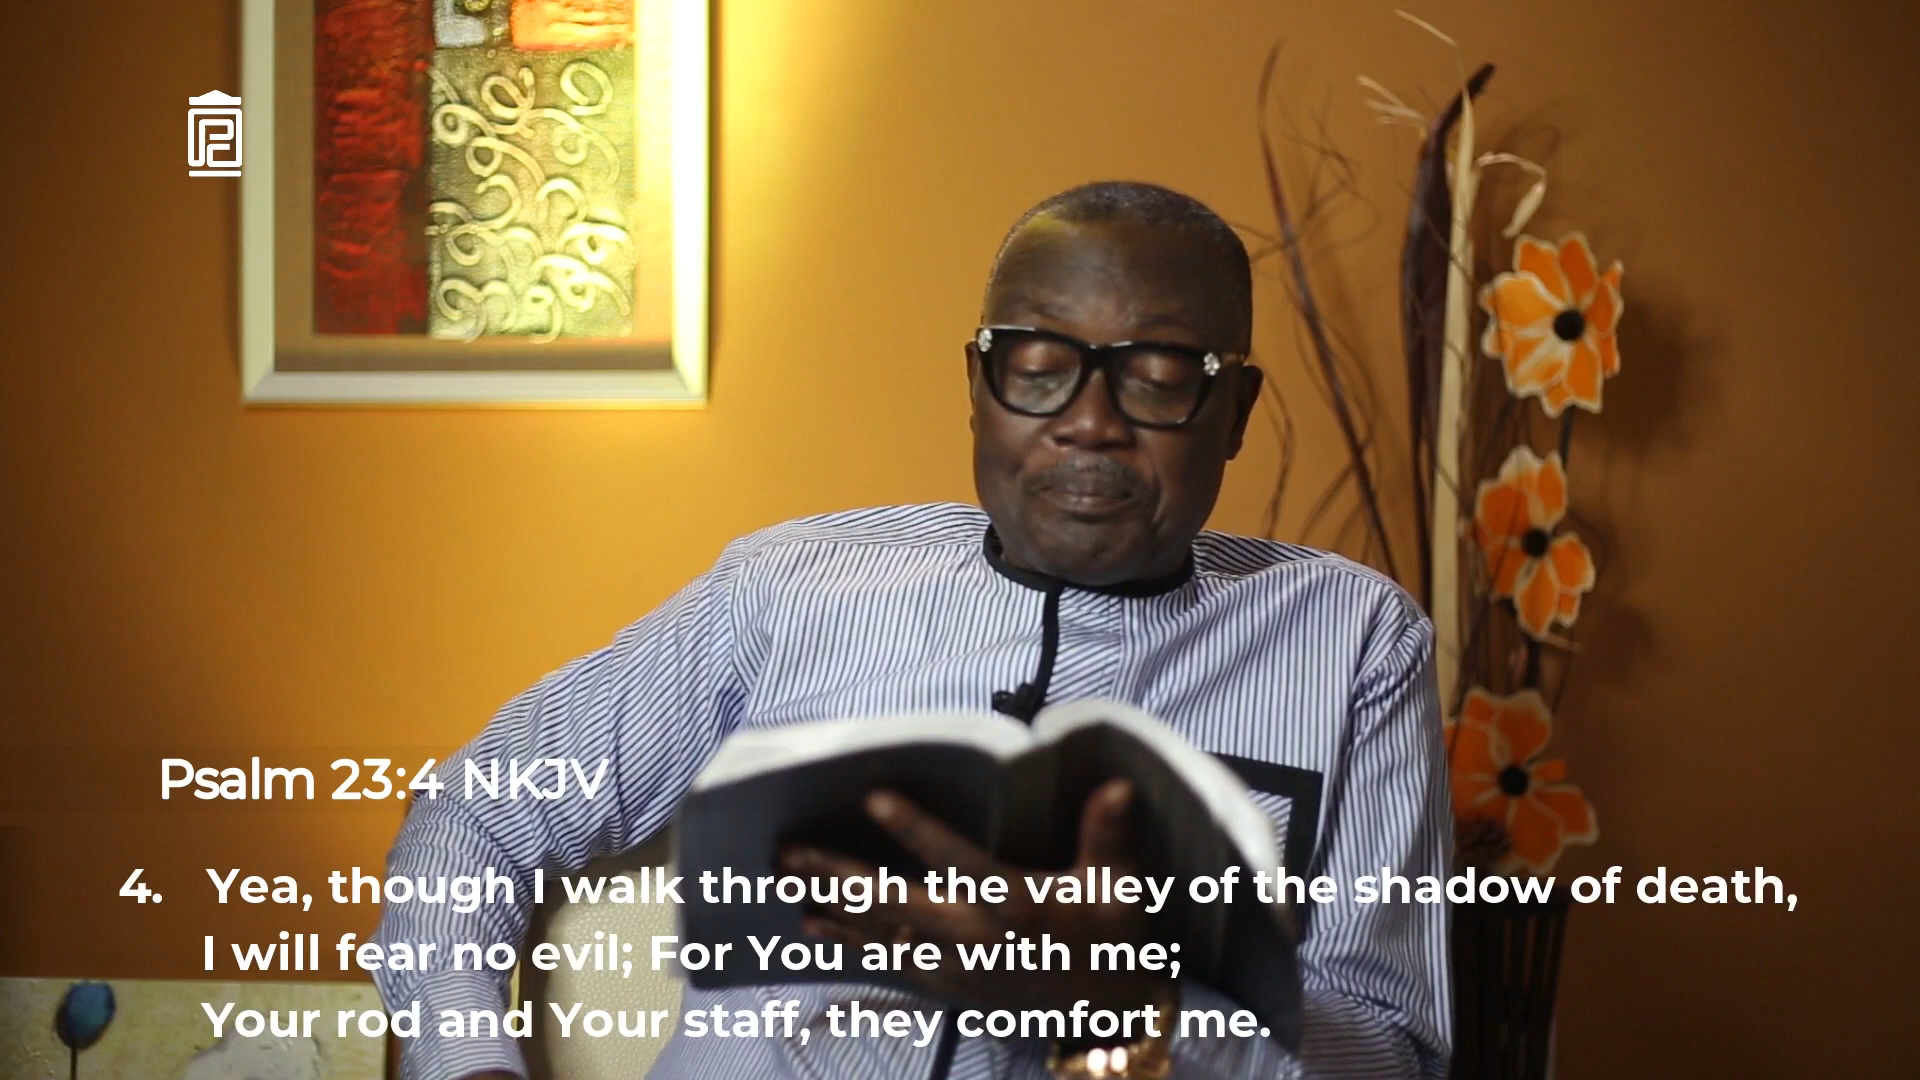 Psalm 23:4 NKJV
4. Yea, though I walk through the valley of the shadow of death,
I will fear no evil; For You are with me;
Your rod and Your staff, they comfort me.